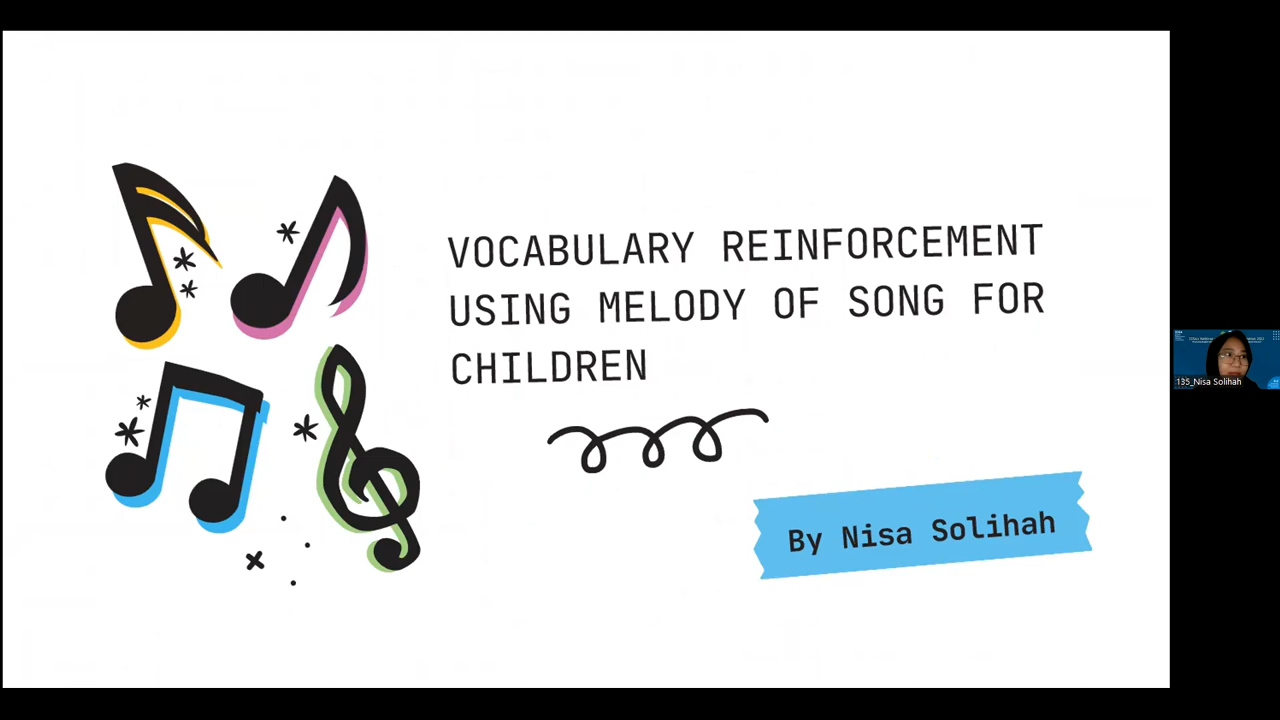 VOCABULARY REINFORCEMENT
USING MELODY OF SONG FOR
CHILDREN
By Nisa Solihah
135_Nisa Solihah